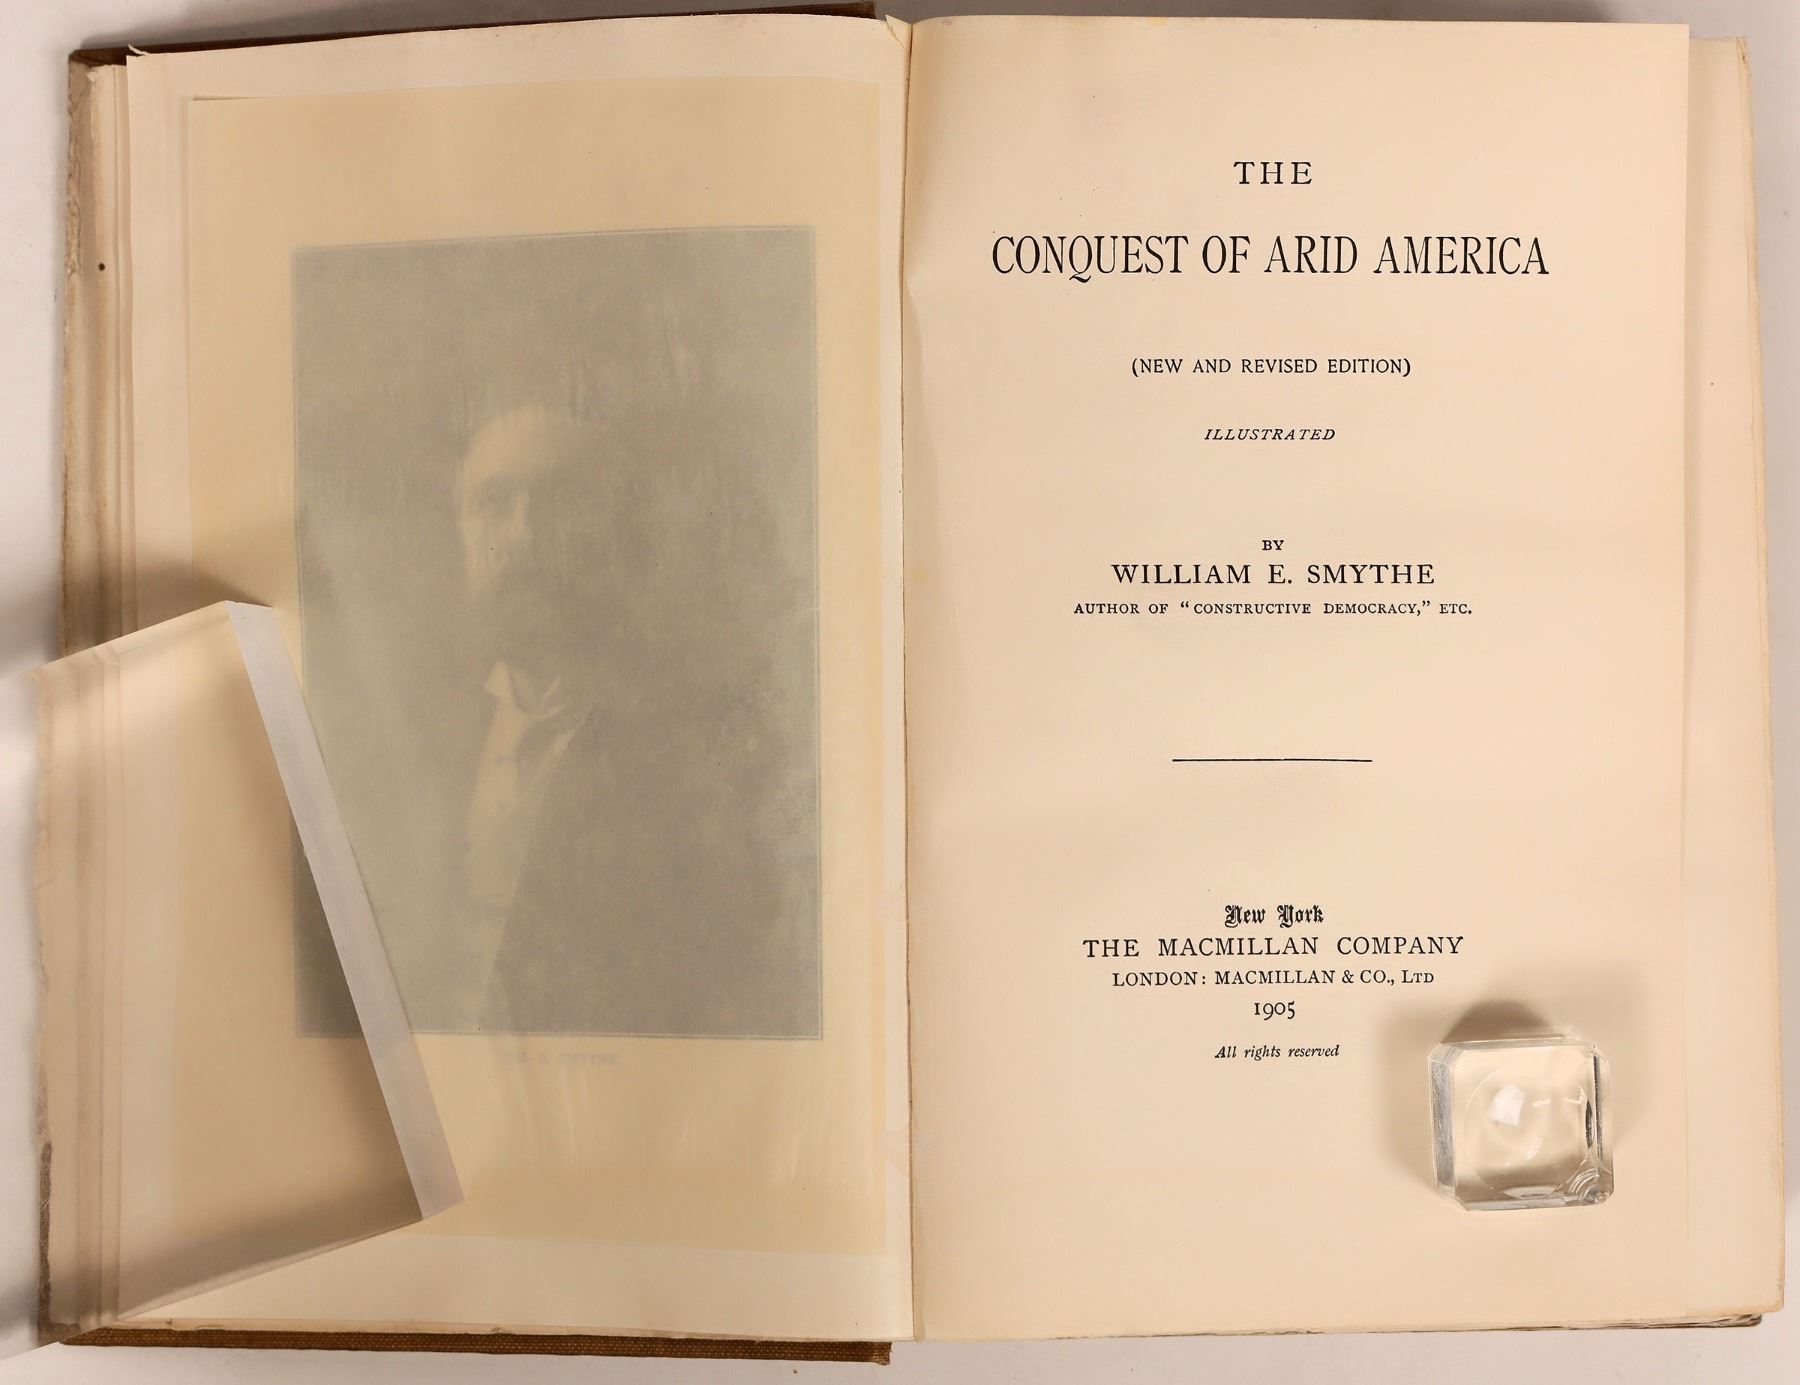 THE
CONQUEST OF ARID AMERICA
(NEW AND REVISED EDITION)
ILLUSTRATED
BY
WILLIAM E. SMYTHE
AUTHOR OF "CONSTRUCTIVE DEMOCRACY," ETC.
New York
THE MACMILLAN COMPANY
LONDON: MACMILLAN & CO., LTD
1905
All rights reserved